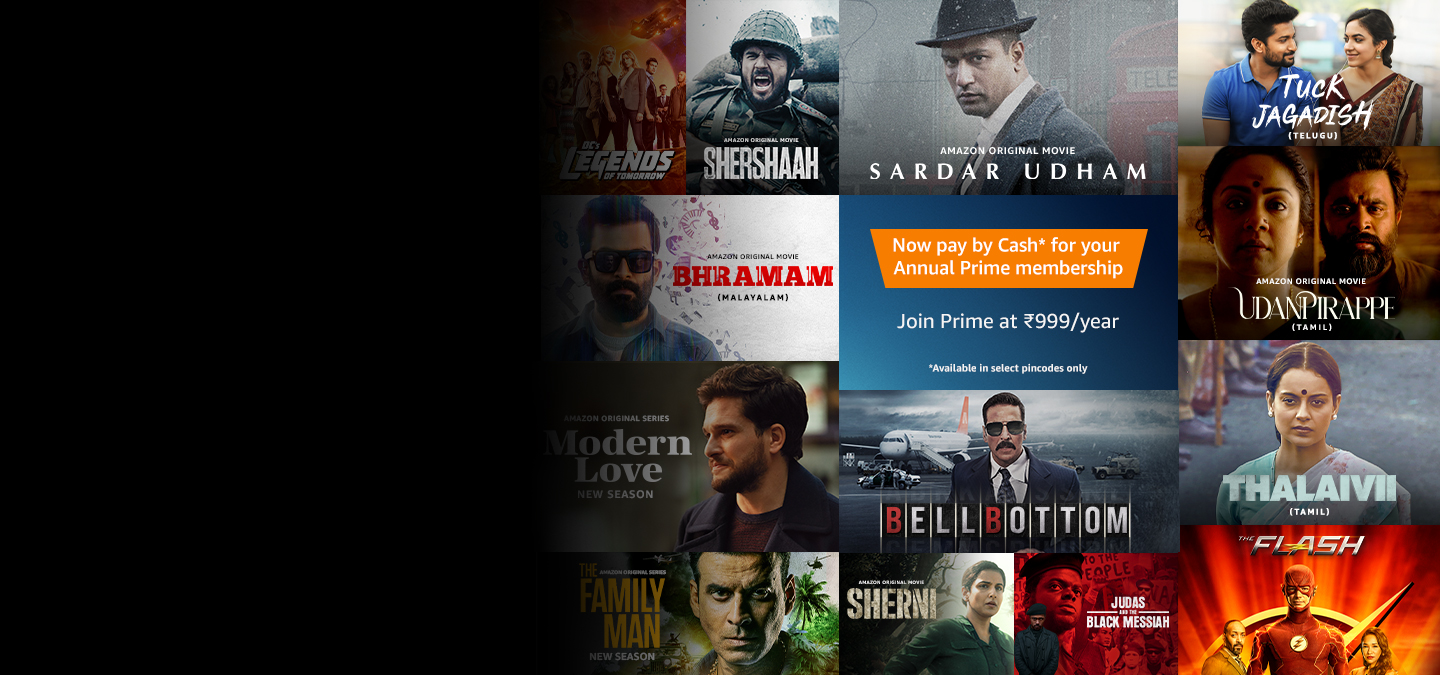 DC's
LEGENDS
OF TOMORROW
AMAZON ORIGINAL MOVIE
SHERSHAAH
TELE
AMAZON ORIGINAL MOVIE
SARDAR UDHAM
TUCK
JAGADISH
(TELUGU)
AMAZON ORIGINAL MOVIE
BHRAMAM
(MALAYALAM)
Now pay by Cash* for your
Annual Prime membership
Join Prime at ₹999/year
*Available in select pincodes only
AMAZON ORIGINAL MOVIE
UDANPIRAPPE
(TAMIL)
AMAZON ORIGINAL SERIES
Modern
Love
NEW SEASON
BELLBOTTOM
THALAIVII
(TAMIL)
THE
AMAZON ORIGINAL SERIES
FAMILY
MAN
NEW SEASON
AMAZON ORIGINAL MOVIE
SHERNI
TO THE
PEOPLE
JUDAS
AND THE
BLACK MESSIAH
THE
FLASH